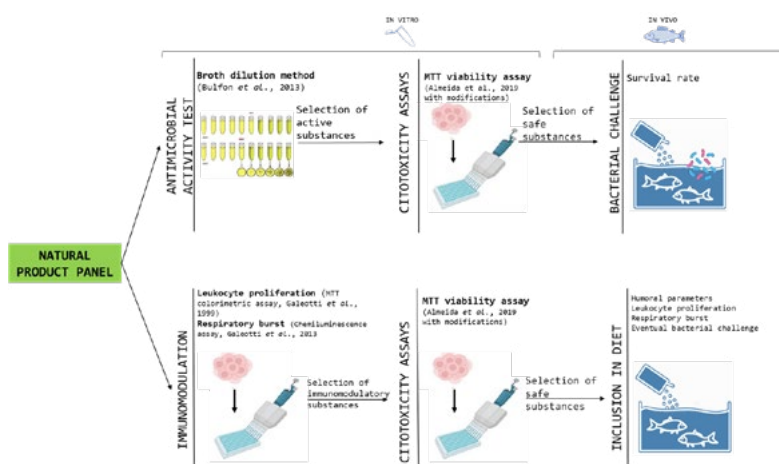 IN VITRO
IN VIVO
ANTIMICROBIAL
ACTIVITY TEST
Broth dilution method
(Bulfon et al., 2013)
Selection of
active
substances
CITOTOXICITY ASSAYS
MTT viability assay
(Almeida et al., 2019
with modifications)
Selection of
safe
substances
BACTERIAL
CHALLENGE
Survival rate
NATURAL
PRODUCT PANEL
IMMUNOMODULATION
Leukocyte proliferation (MTT
colorimetric assay, Galeotti et al.,
1999)
Respiratory burst (Chemiluminescence
assay, Galeotti et al., 2013
Selection of
immunomodulatory
substances
CITOTOXICITY ASSAYS
MTT viability assay
(Almeida et al., 2019
with modifications)
Selection of
safe
substances
INCLUSION IN DIET
Humoral parameters
Leukocyte proliferation
Respiratory burst
Eventual bacterial challenge